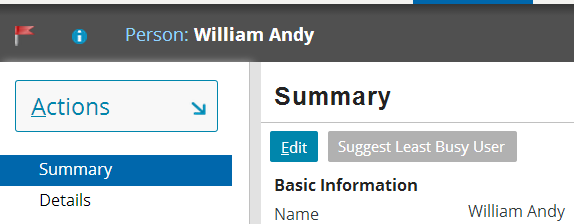 Person: William Andy
Actions
Summary
Details
Summary
Edit Suggest Least Busy User
Basic Information
Name William Andy